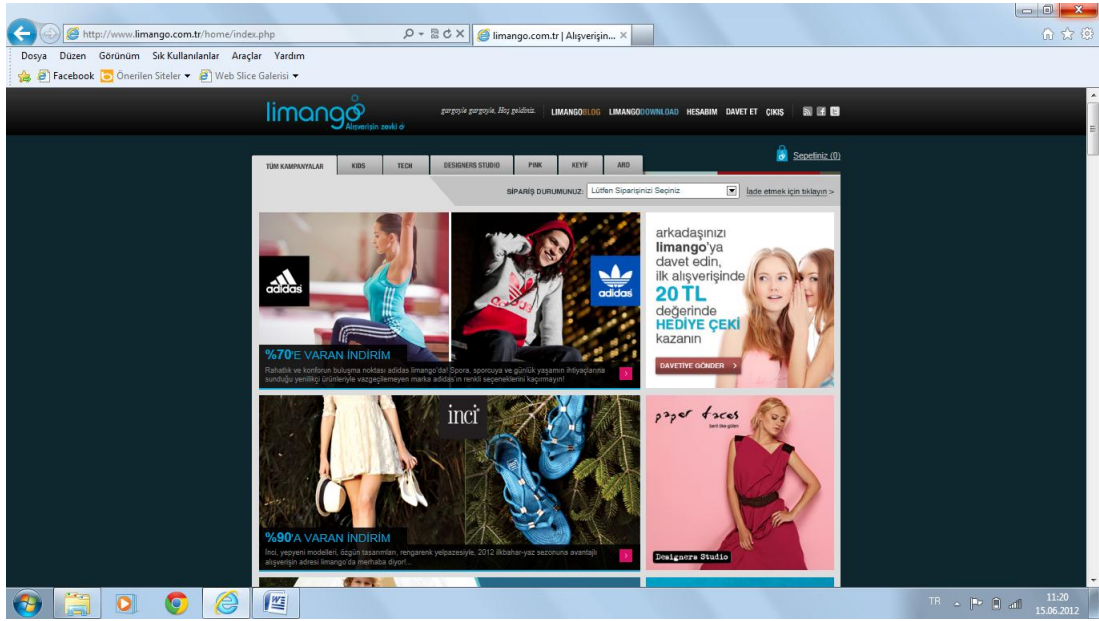 http://www.limango.com.tr/home/index.php
limango.com.tr | Alışverişin...
Dosya Düzen Görünüm Sık Kullanılanlar Araçlar Yardım
Facebook Önerilen Siteler Web Slice Galerisi
limango
Alışverişin zevki
gargoyle gargoyle, Hoş geldiniz. LIMANGOBLOG LIMANGODOWNLOAD HESABIM DAVET ET ÇIKIŞ
Sepetiniz (0)
TÜM KAMPANYALAR KIDS TECH DESIGNERS STUDIO PINK KEYİF ARD
SİPARİŞ DURUMUNUZ: Lütfen Siparişinizi Seçiniz İade etmek için tıklayın >
adidas
adidas
%70'E VARAN İNDİRİM
Rahatlık ve konforun buluşma noktası adidas limango'da! Spora, sporcuya ve günlük yaşamın ihtiyaçlarına
sunduğu yenilikçi ürünleriyle vazgeçilemeyen marka adidas'ın renkli seçeneklerini kaçırmayın!
arkadaşınızı
limango'ya
davet edin,
ilk alışverişinde
20 TL
değerinde
HEDİYE ÇEKİ
kazanın
DAVETİYE GÖNDER >
inci
%90'A VARAN İNDİRİM
İnci, yepyeni modelleri, özgün tasarımları, rengarenk yelpazesiyle, 2012 ilkbahar-yaz sezonuna avantajlı
alışverişin adresi limango'da merhaba diyor!...
paper faces
Designers Studio
TR
11:20
15.06.2012